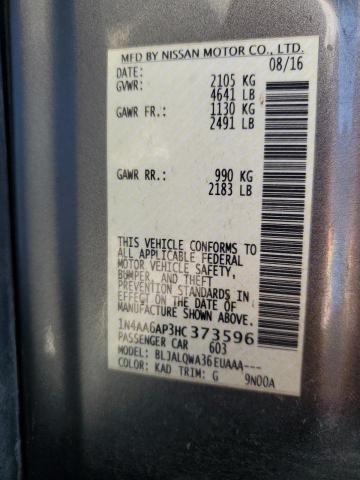 MFD BY NISSAN MOTOR CO., LTD.
DATE: 08/16
GVWR: 2105 KG
4641 LB
GAWR FR.: 1130 KG
2491 LB
GAWR RR.: 990 KG
2183 LB
THIS VEHICLE CONFORMS TO
ALL APPLICABLE FEDERAL
MOTOR VEHICLE SAFETY,
BUMPER, AND THEFT
PREVENTION STANDARDS IN
EFFECT ON THE DATE OF
MANUFACTURE SHOWN ABOVE.
1N4AA6AP3HC373596
PASSENGER CAR 603
MODEL: BLJALQWA36EUAAA---
COLOR: KAD TRIM: G 9N00A